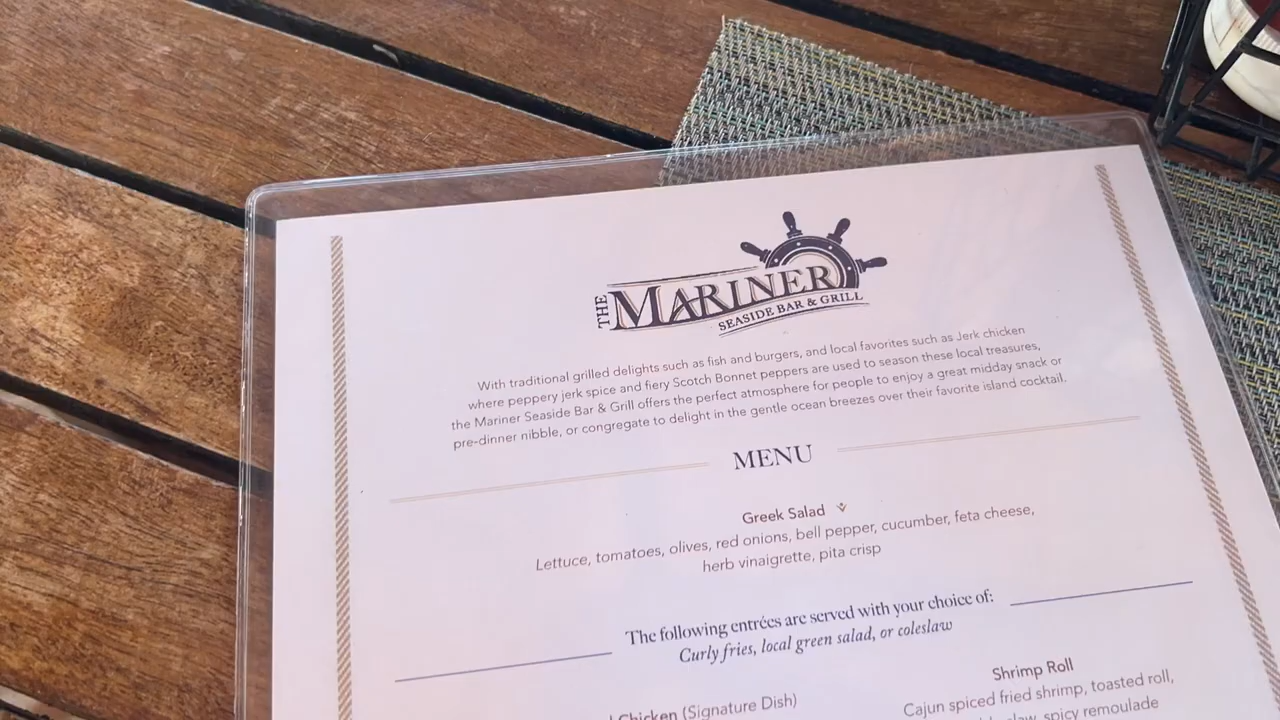 THE MARINER
SEASIDE BAR & GRILL
With traditional grilled delights such as fish and burgers, and local favorites such as Jerk chicken
where peppery jerk spice and fiery Scotch Bonnet peppers are used to season these local treasures,
the Mariner Seaside Bar & Grill offers the perfect atmosphere for people to enjoy a great midday snack or
pre-dinner nibble, or congregate to delight in the gentle ocean breezes over their favorite island cocktail.
MENU
Greek Salad
Lettuce, tomatoes, olives, red onions, bell pepper, cucumber, feta cheese,
herb vinaigrette, pita crisp
The following entrées are served with your choice of:
Curly fries, local green salad, or coleslaw
Chicken (Signature Dish)
Shrimp Roll
Cajun spiced fried shrimp, toasted roll,
slaw, spicy remoulade